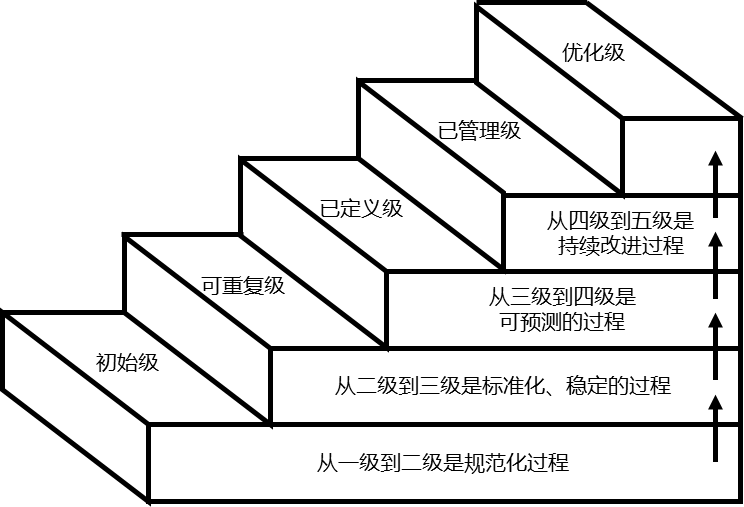 优化级
已管理级
已定义级
从四级到五级是
持续改进过程
可重复级
从三级到四级是
可预测的过程
初始级
从二级到三级是标准化、稳定的过程
从一级到二级是规范化过程